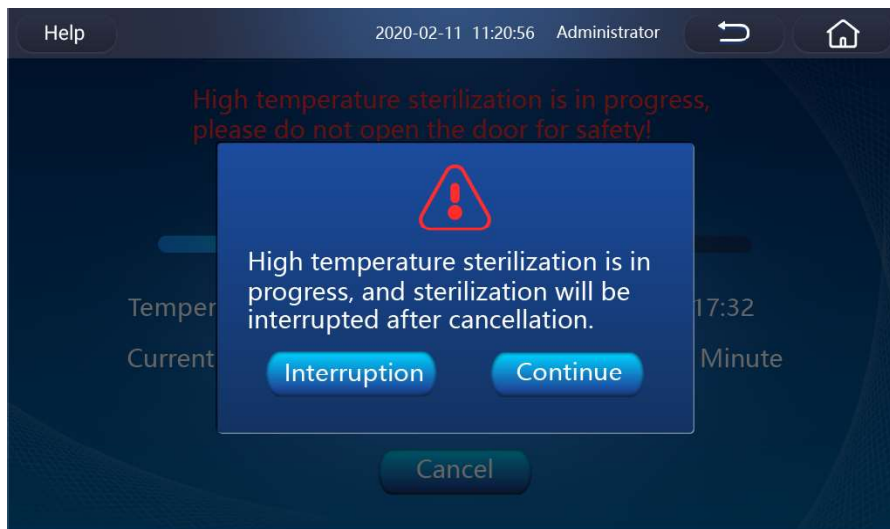 Help 2020-02-11 11:20:56 Administrator
High temperature sterilization is in progress,
please do not open the door for safety!
High temperature sterilization is in
progress, and sterilization will be
interrupted after cancellation.
Temper 17:32
Current Minute
Interruption Continue
Cancel